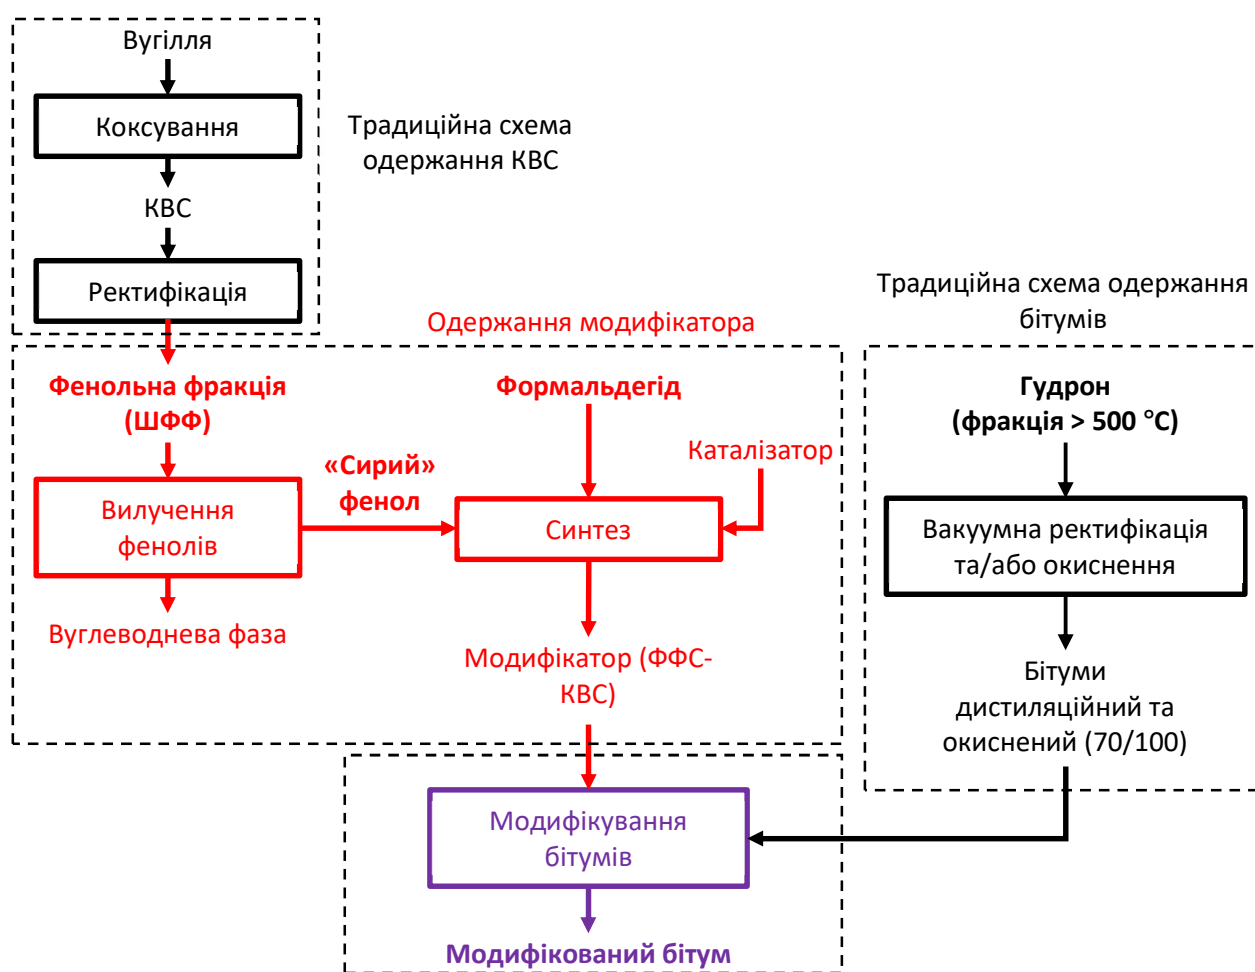 Вугілля
Коксування
КВС
Ректифікація
Традиційна схема
одержання КВС
Одержання модифікатора
Фенольна фракція
(ШФФ)
Вилучення
фенолів
Вуглеводнева фаза
«Сирий»
фенол
Формальдегід
Каталізатор
Синтез
Модифікатор (ФФС-
КВС)
Традиційна схема одержання
бітумів
Гудрон
(фракція > 500 °С)
Вакуумна ректифікація
та/або окиснення
Бітуми
дистиляційний та
окиснений (70/100)
Модифікування
бітумів
Модифікований бітум